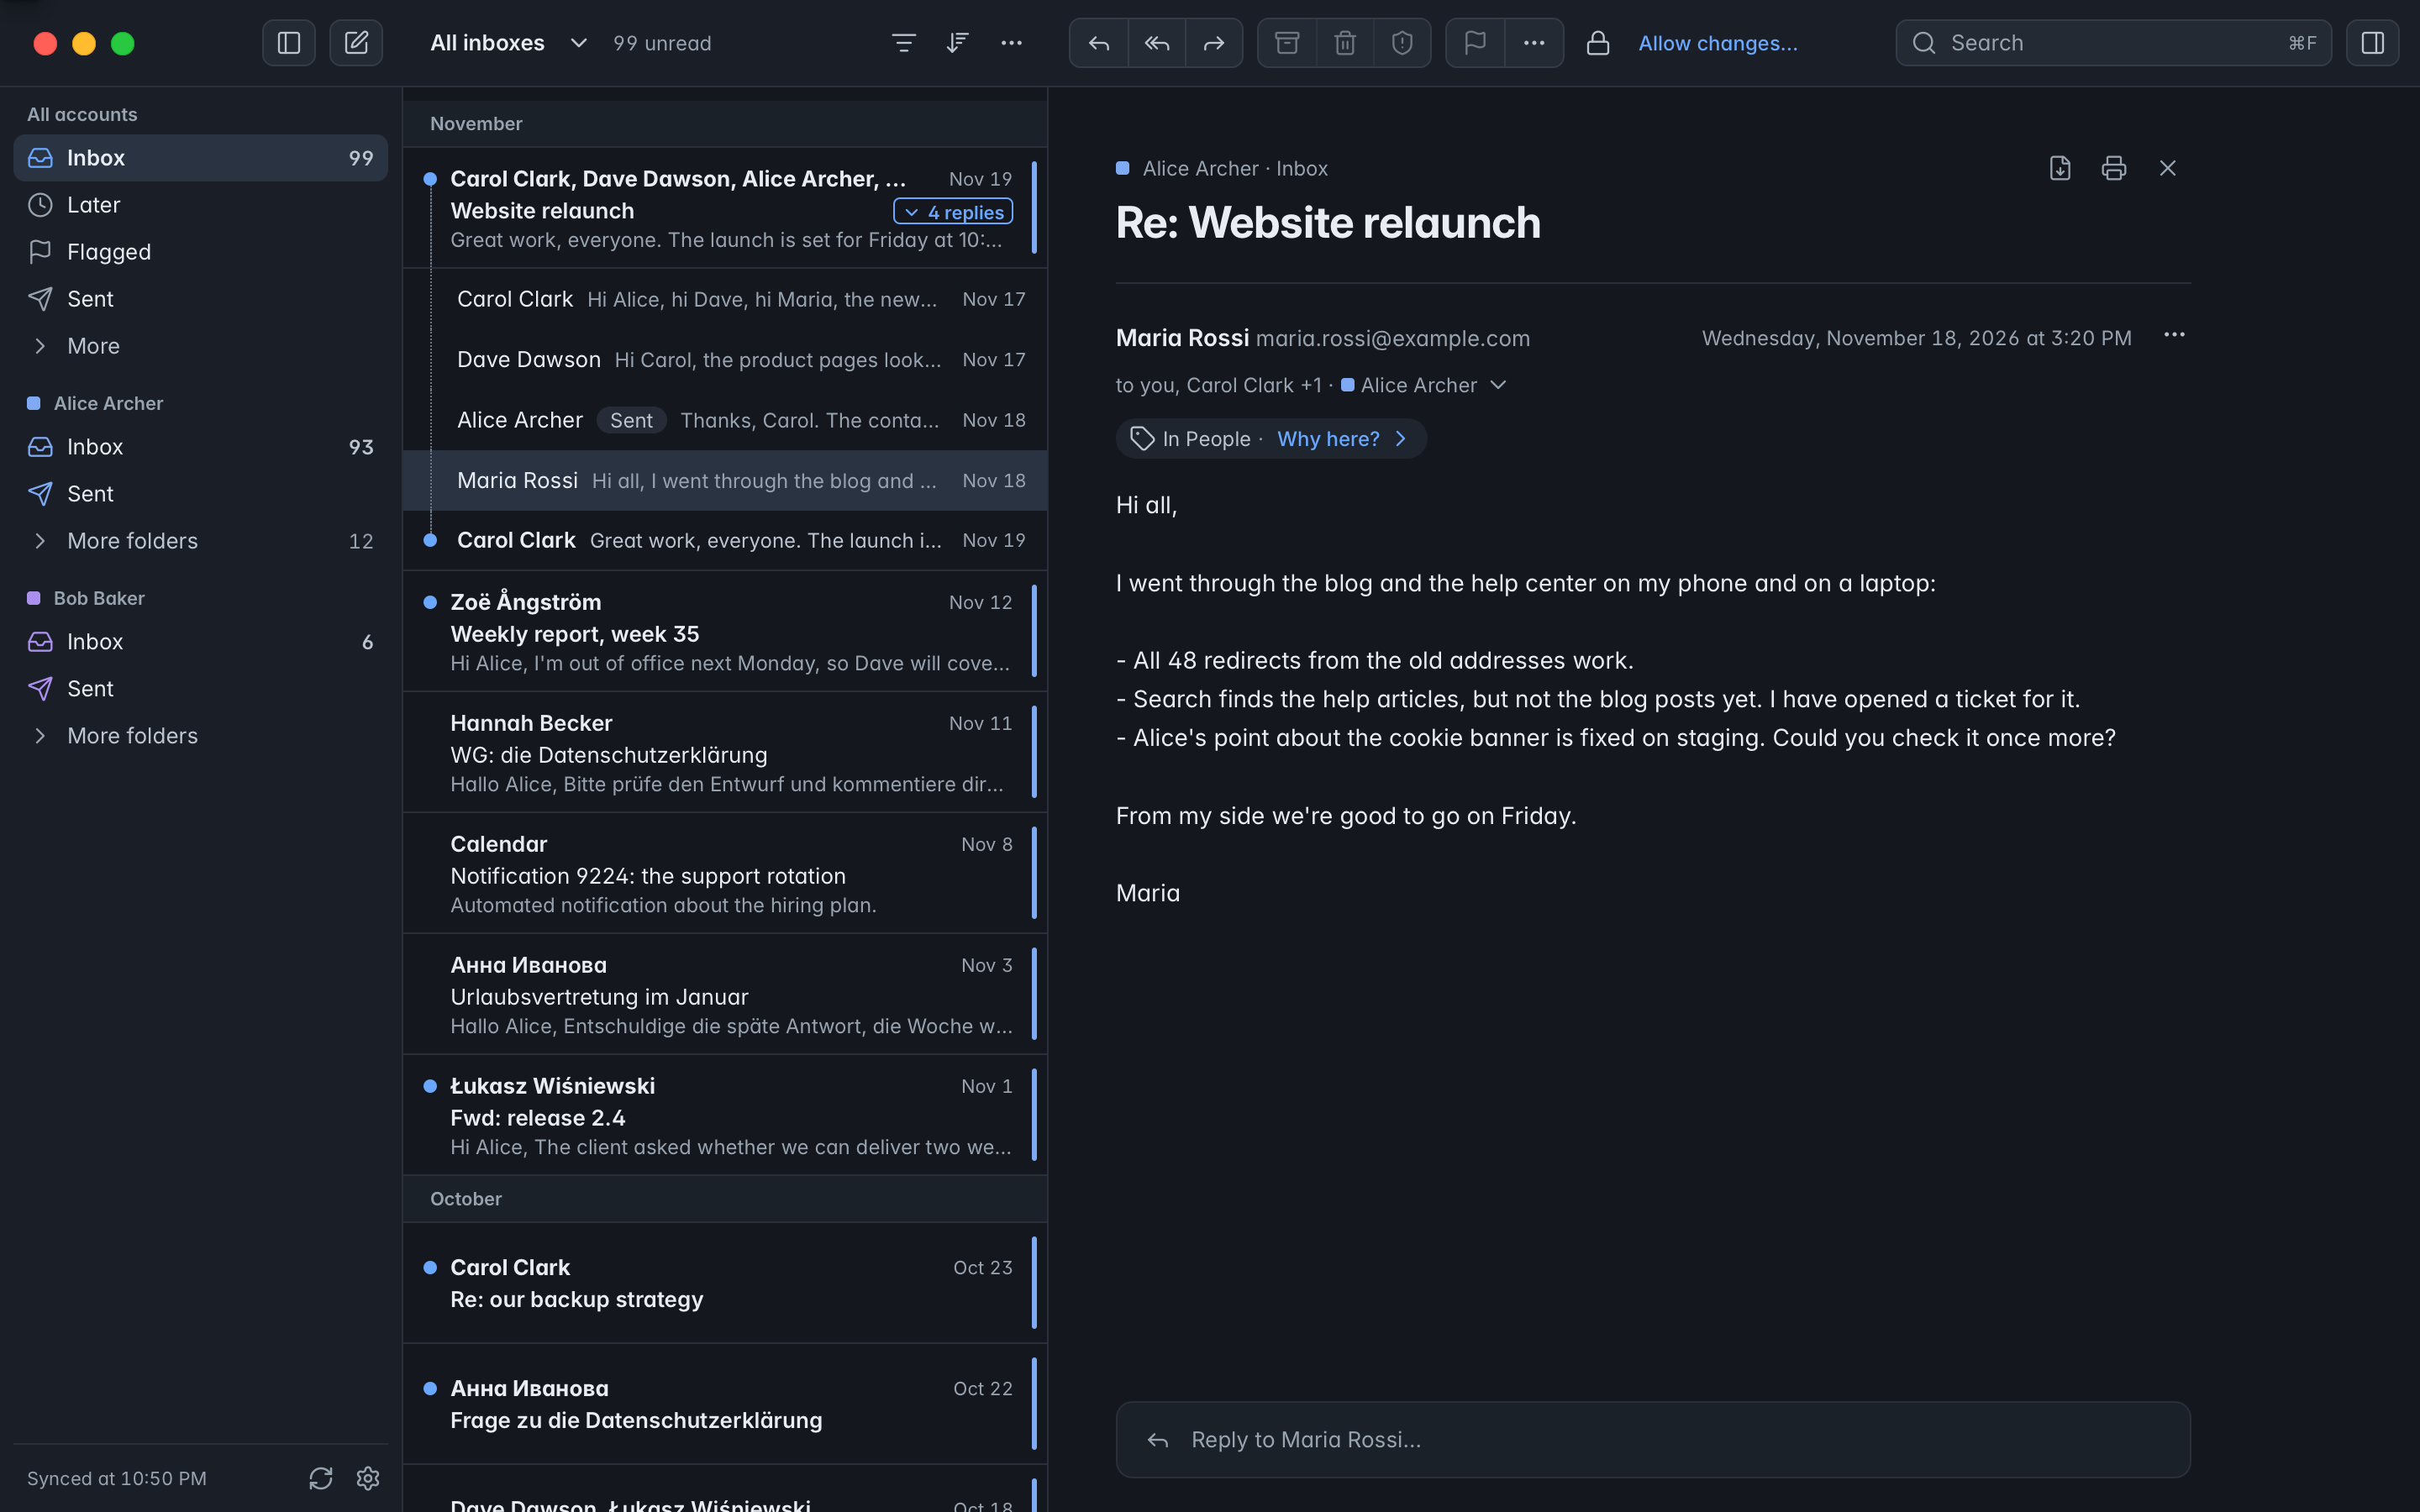 All inboxes 99 unread
Allow changes...
Search ⌘F
All accounts
Inbox 99
Later
Flagged
Sent
More
Alice Archer
Inbox 93
Sent
More folders 12
Bob Baker
Inbox 6
Sent
More folders
Synced at 10:50 PM
November
Carol Clark, Dave Dawson, Alice Archer, ... Nov 19
Website relaunch 4 replies
Great work, everyone. The launch is set for Friday at 10:...
Carol Clark Hi Alice, hi Dave, hi Maria, the new... Nov 17
Dave Dawson Hi Carol, the product pages look... Nov 17
Alice Archer Sent Thanks, Carol. The conta... Nov 18
Maria Rossi Hi all, I went through the blog and ... Nov 18
Carol Clark Great work, everyone. The launch i... Nov 19
Zoë Ångström Nov 12
Weekly report, week 35
Hi Alice, I'm out of office next Monday, so Dave will cove...
Hannah Becker Nov 11
WG: die Datenschutzerklärung
Hallo Alice, Bitte prüfe den Entwurf und kommentiere dir...
Calendar Nov 8
Notification 9224: the support rotation
Automated notification about the hiring plan.
Анна Иванова Nov 3
Urlaubsvertretung im Januar
Hallo Alice, Entschuldige die späte Antwort, die Woche w...
Łukasz Wiśniewski Nov 1
Fwd: release 2.4
Hi Alice, The client asked whether we can deliver two we...
October
Carol Clark Oct 23
Re: our backup strategy
Анна Иванова Oct 22
Frage zu die Datenschutzerklärung
Dave Dawson, Łukasz Wiśniewski Oct 18
Alice Archer · Inbox
Re: Website relaunch
Maria Rossi maria.rossi@example.com Wednesday, November 18, 2026 at 3:20 PM
to you, Carol Clark +1 · Alice Archer
In People · Why here?
Hi all,
I went through the blog and the help center on my phone and on a laptop:
- All 48 redirects from the old addresses work.
- Search finds the help articles, but not the blog posts yet. I have opened a ticket for it.
- Alice's point about the cookie banner is fixed on staging. Could you check it once more?
From my side we're good to go on Friday.
Maria
Reply to Maria Rossi...